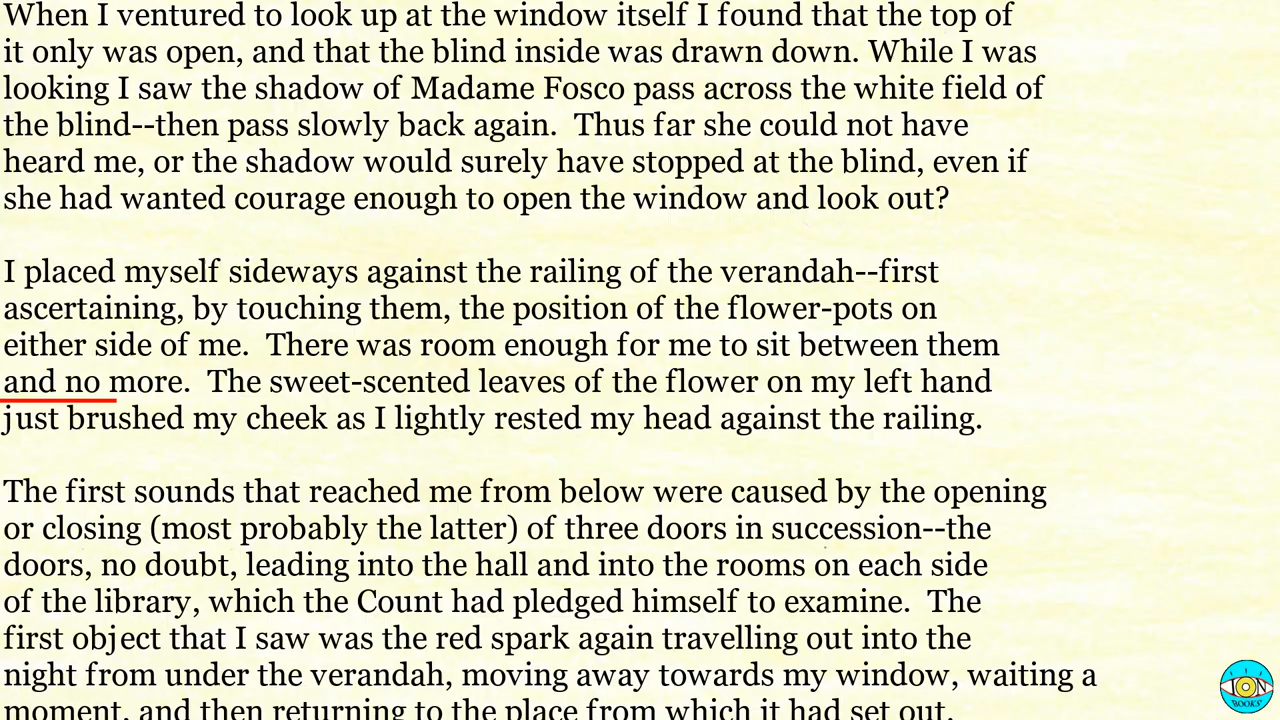 When I ventured to look up at the window itself I found that the top of
it only was open, and that the blind inside was drawn down. While I was
looking I saw the shadow of Madame Fosco pass across the white field of
the blind--then pass slowly back again.  Thus far she could not have
heard me, or the shadow would surely have stopped at the blind, even if
she had wanted courage enough to open the window and look out?

I placed myself sideways against the railing of the verandah--first
ascertaining, by touching them, the position of the flower-pots on
either side of me.  There was room enough for me to sit between them
and no more.  The sweet-scented leaves of the flower on my left hand
just brushed my cheek as I lightly rested my head against the railing.

The first sounds that reached me from below were caused by the opening
or closing (most probably the latter) of three doors in succession--the
doors, no doubt, leading into the hall and into the rooms on each side
of the library, which the Count had pledged himself to examine.  The
first object that I saw was the red spark again travelling out into the
night from under the verandah, moving away towards my window, waiting a
moment, and then returning to the place from which it had set out.
ION
BOOKS